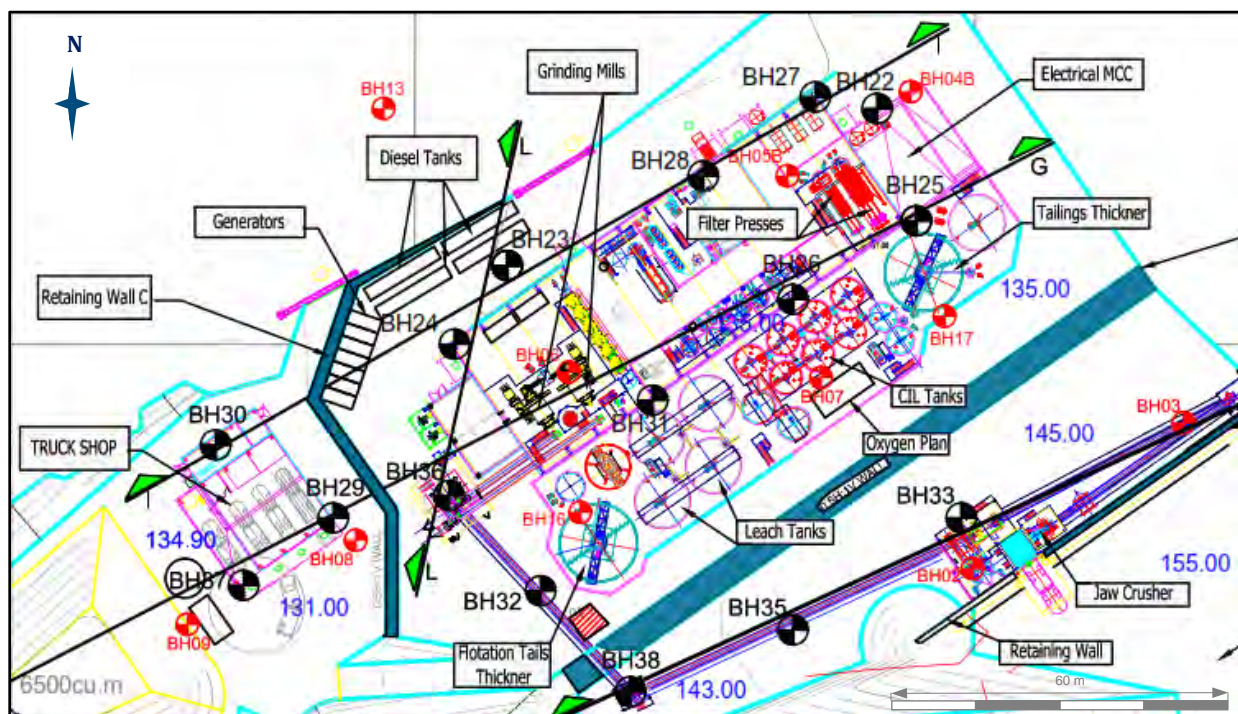 N
BH13
Grinding Mills
BH27
BH22
BH04B
Electrical MCC
I
Diesel Tanks
L
BH28
BH05B
G
BH25
Generators
Filter Presses
Tailings Thickner
BH23
Retaining Wall C
BH26
135.00
BH24
BH17
BH06
CIL Tanks
BH07
BH03
BH30
BH31
Oxygen Plan
145.00
TRUCK SHOP
BH36
I
BH29
BH33
BH16
Leach Tanks
134.90
BH08
BH02
155.00
BH37
L
131.00
BH32
BH35
Jaw Crusher
BH09
Flotation Tails
Thickner
Retaining Wall
BH38
143.00
6500cu.m
60 m